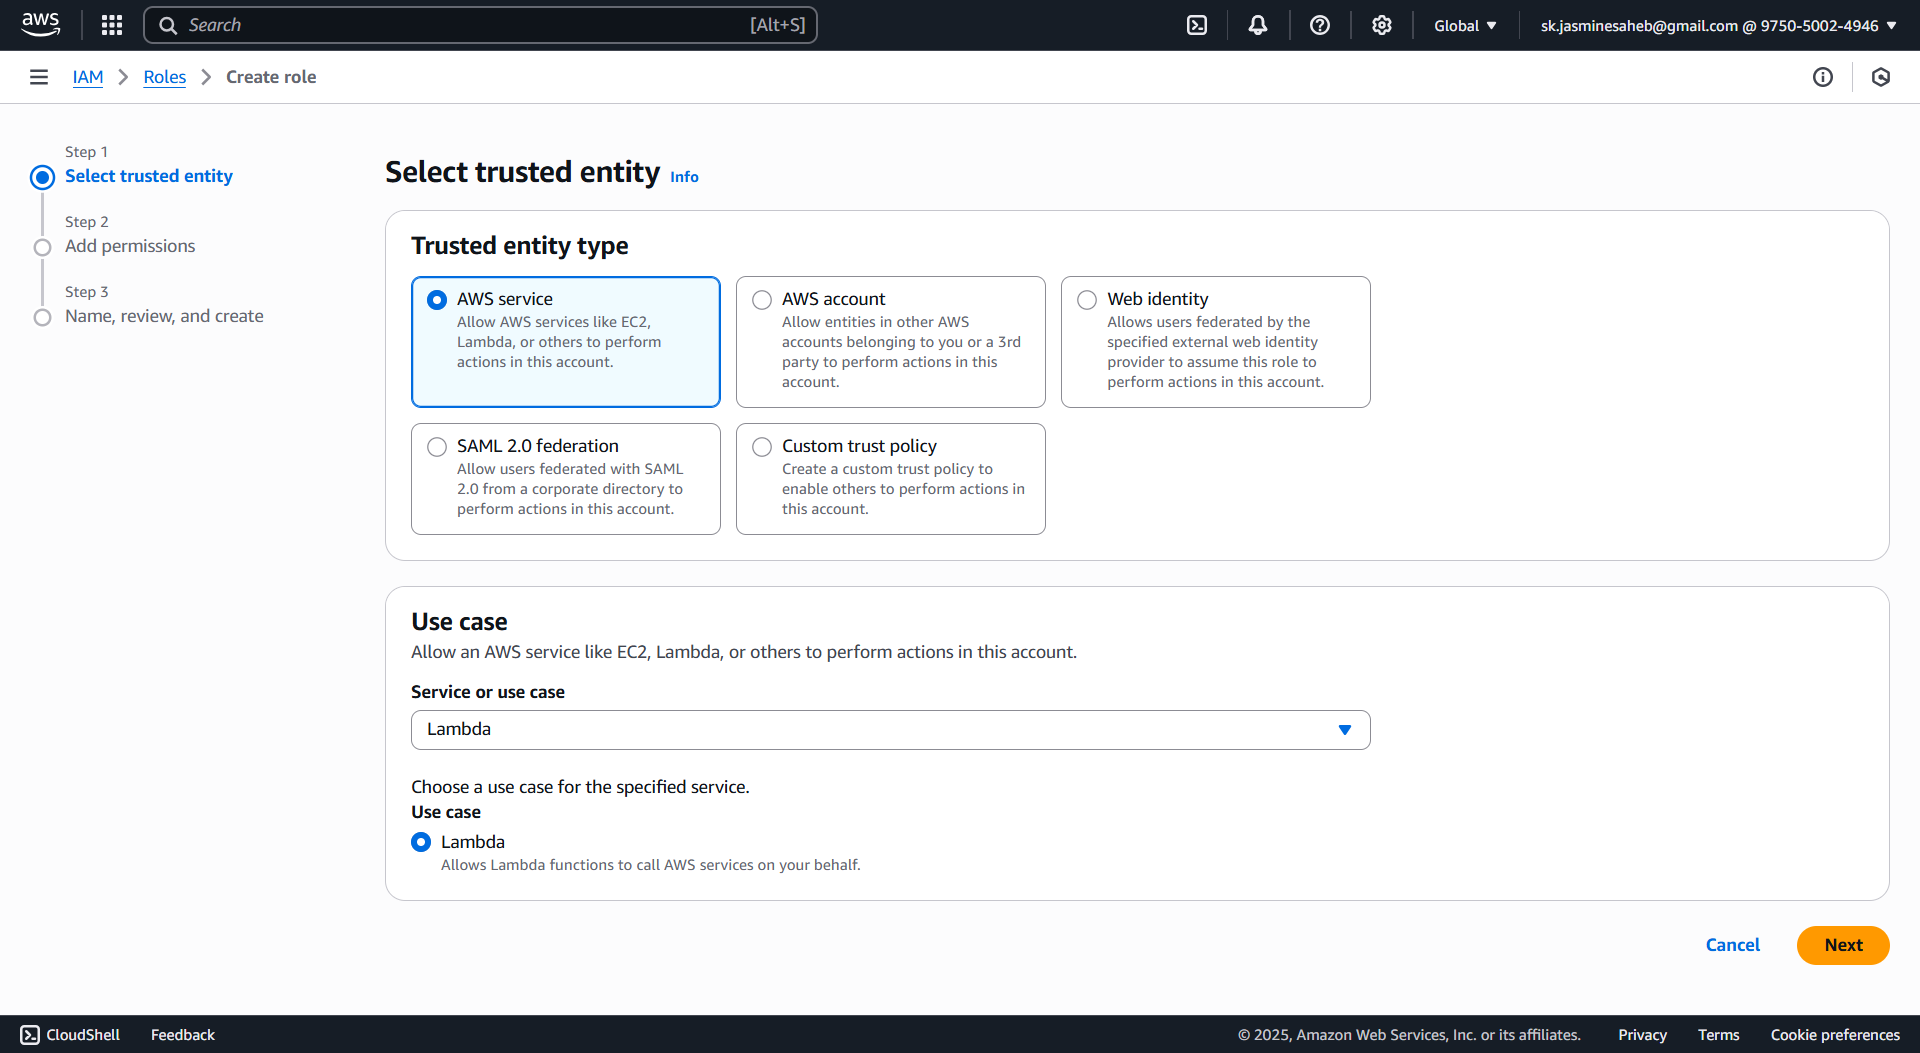 aws
Search [Alt+S]
Global
sk.jasminesaheb@gmail.com @ 9750-5002-4946
IAM
Roles
Create role
Step 1
Select trusted entity
Step 2
Add permissions
Step 3
Name, review, and create
Select trusted entity Info
Trusted entity type
AWS service
Allow AWS services like EC2,
Lambda, or others to perform
actions in this account.
AWS account
Allow entities in other AWS
accounts belonging to you or a 3rd
party to perform actions in this
account.
Web identity
Allows users federated by the
specified external web identity
provider to assume this role to
perform actions in this account.
SAML 2.0 federation
Allow users federated with SAML
2.0 from a corporate directory to
perform actions in this account.
Custom trust policy
Create a custom trust policy to
enable others to perform actions in
this account.
Use case
Allow an AWS service like EC2, Lambda, or others to perform actions in this account.
Service or use case
Lambda
Choose a use case for the specified service.
Use case
Lambda
Allows Lambda functions to call AWS services on your behalf.
Cancel
Next
CloudShell
Feedback
© 2025, Amazon Web Services, Inc. or its affiliates.
Privacy
Terms
Cookie preferences